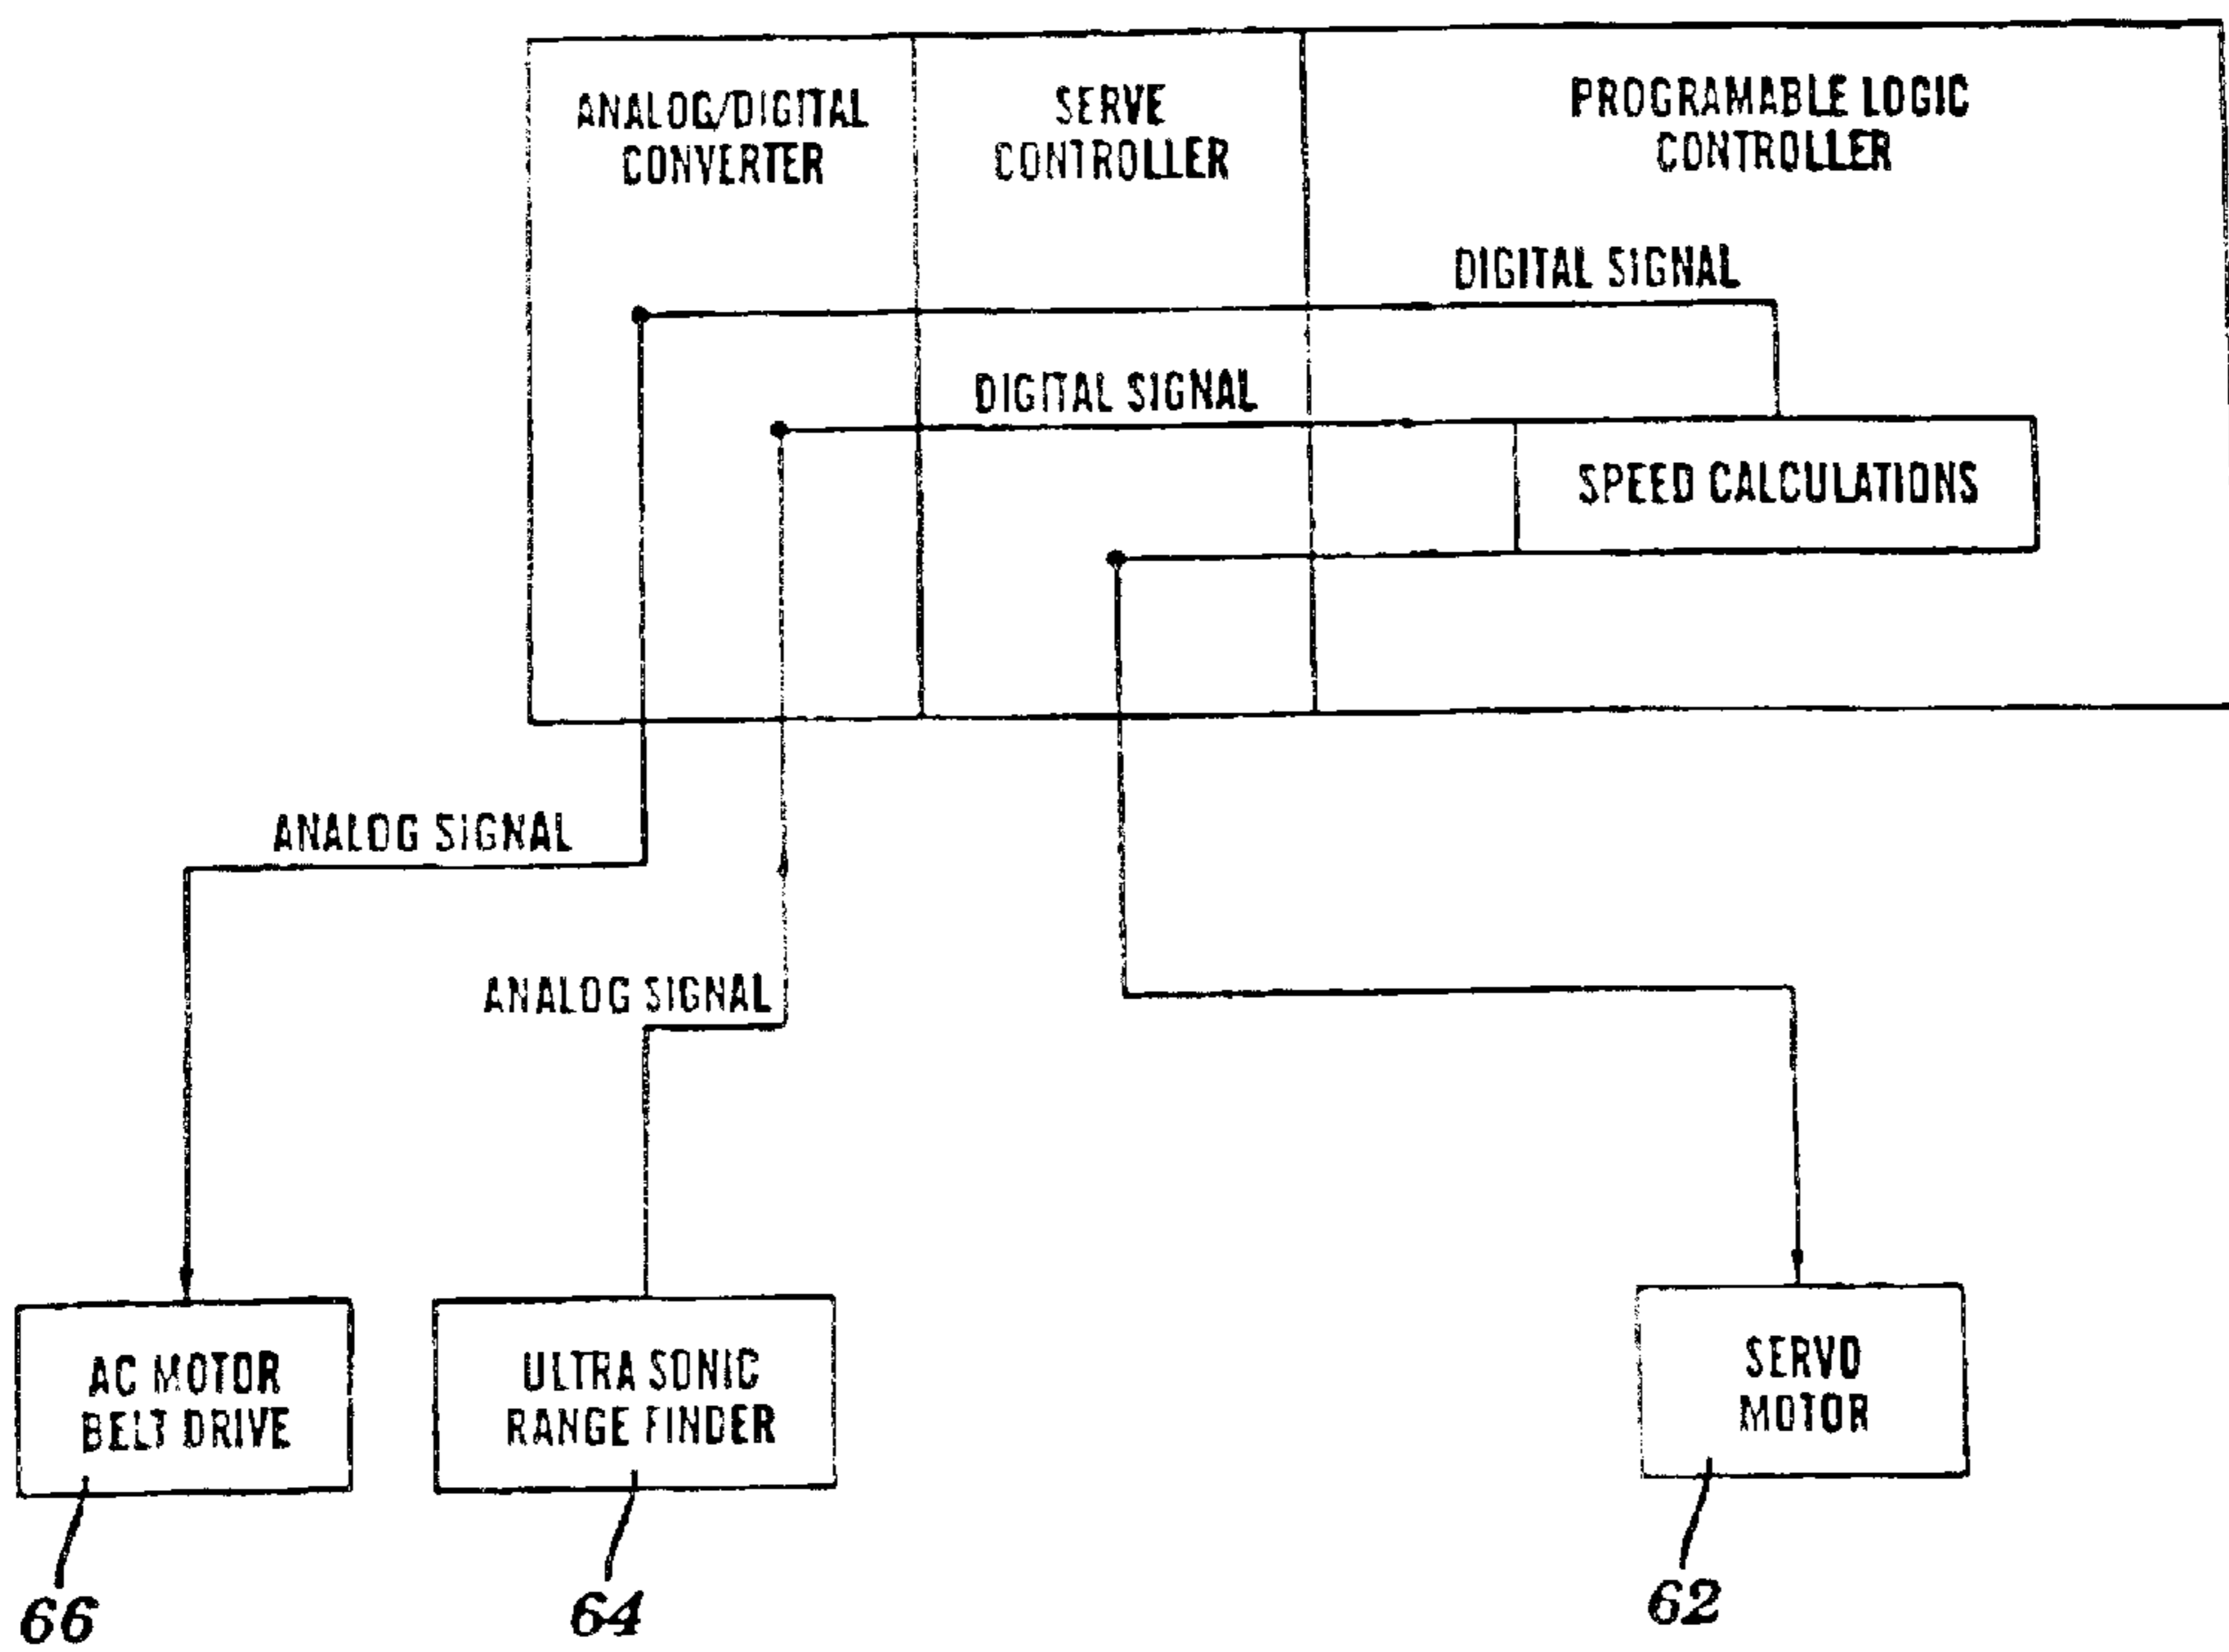 ANALOG/DIGITAL
CONVERTER
SERVE
CONTROLLER
PROGRAMABLE LOGIC
CONTROLLER
DIGITAL SIGNAL
DIGITAL SIGNAL
SPEED CALCULATIONS
ANALOG SIGNAL
ANALOG SIGNAL
AC MOTOR
BELT DRIVE
ULTRA SONIC
RANGE FINDER
SERVO
MOTOR
66
64
62